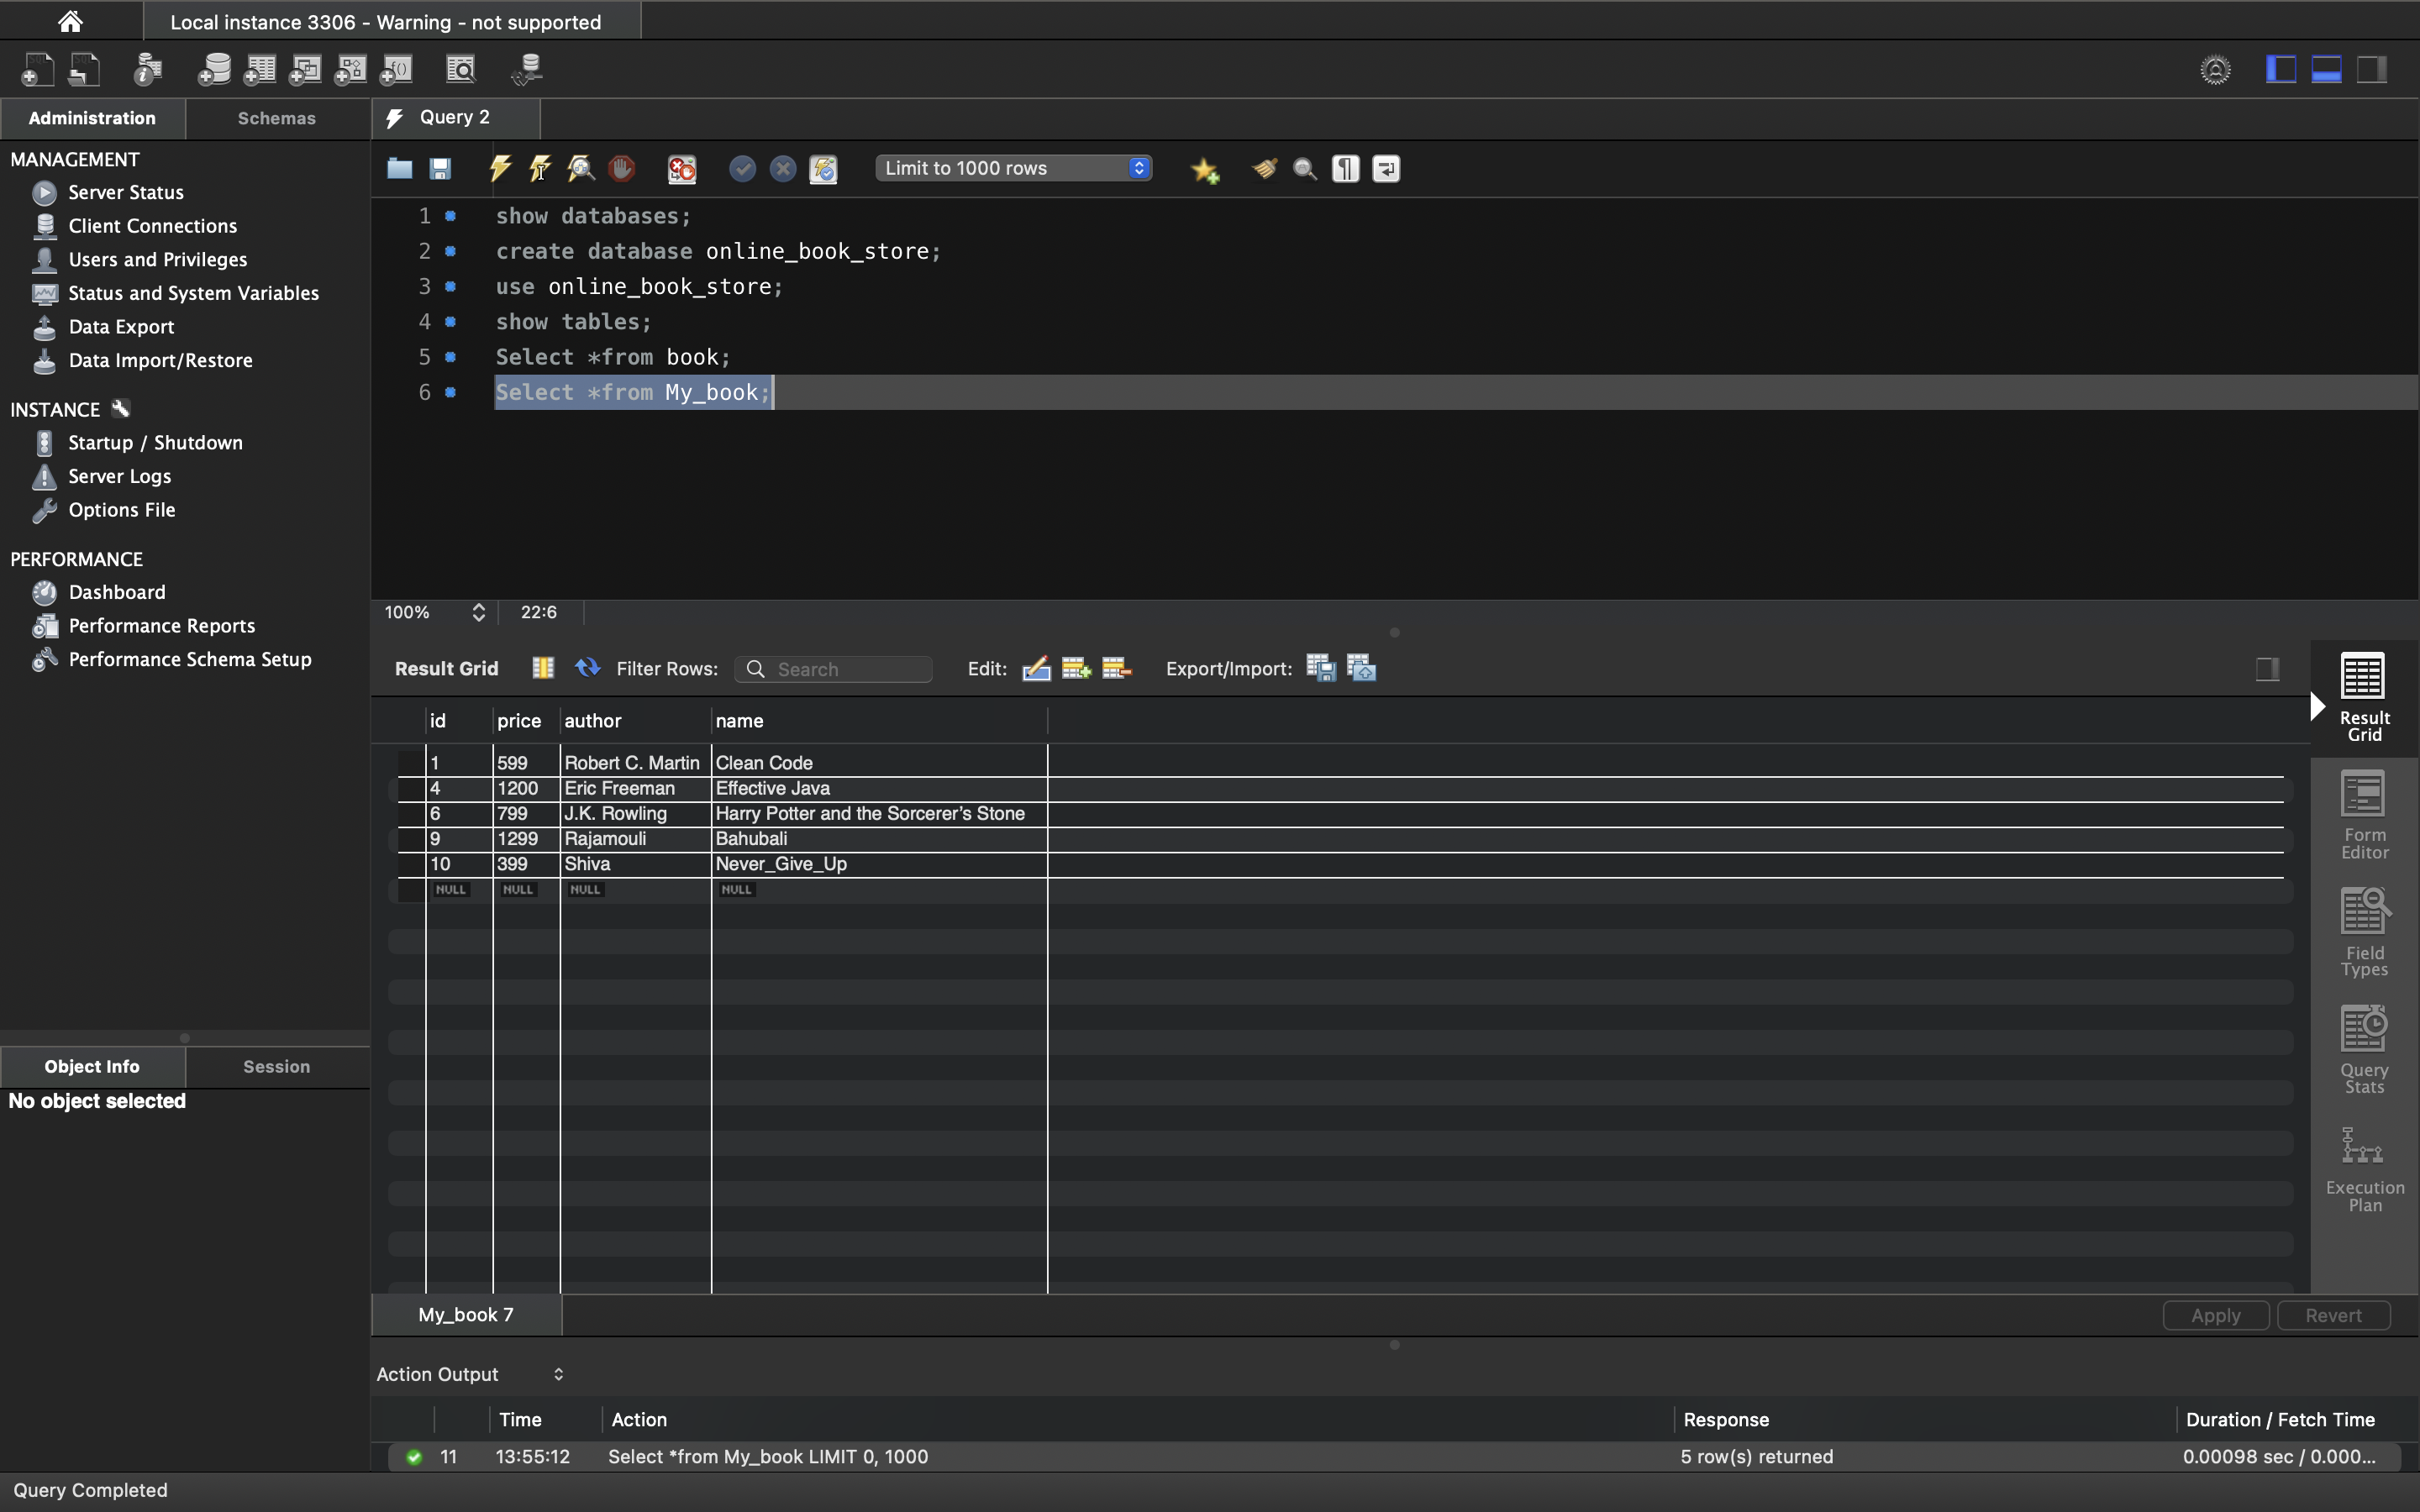 Local instance 3306 - Warning - not supported
Administration Schemas
Query 2
MANAGEMENT
Server Status
Client Connections
Users and Privileges
Status and System Variables
Data Export
Data Import/Restore
INSTANCE
Startup / Shutdown
Server Logs
Options File
PERFORMANCE
Dashboard
Performance Reports
Performance Schema Setup
Object Info Session
No object selected
Limit to 1000 rows
1 show databases;
2 create database online_book_store;
3 use online_book_store;
4 show tables;
5 Select *from book;
6 Select *from My_book;
100% 22:6
Result Grid Filter Rows: Search Edit: Export/Import:
id price author name
1 599 Robert C. Martin Clean Code
4 1200 Eric Freeman Effective Java
6 799 J.K. Rowling Harry Potter and the Sorcerer’s Stone
9 1299 Rajamouli Bahubali
10 399 Shiva Never_Give_Up
NULL NULL NULL NULL
Result
Grid
Form
Editor
Field
Types
Query
Stats
Execution
Plan
My_book 7 Apply Revert
Action Output
Time Action Response Duration / Fetch Time
11 13:55:12 Select *from My_book LIMIT 0, 1000 5 row(s) returned 0.00098 sec / 0.000...
Query Completed